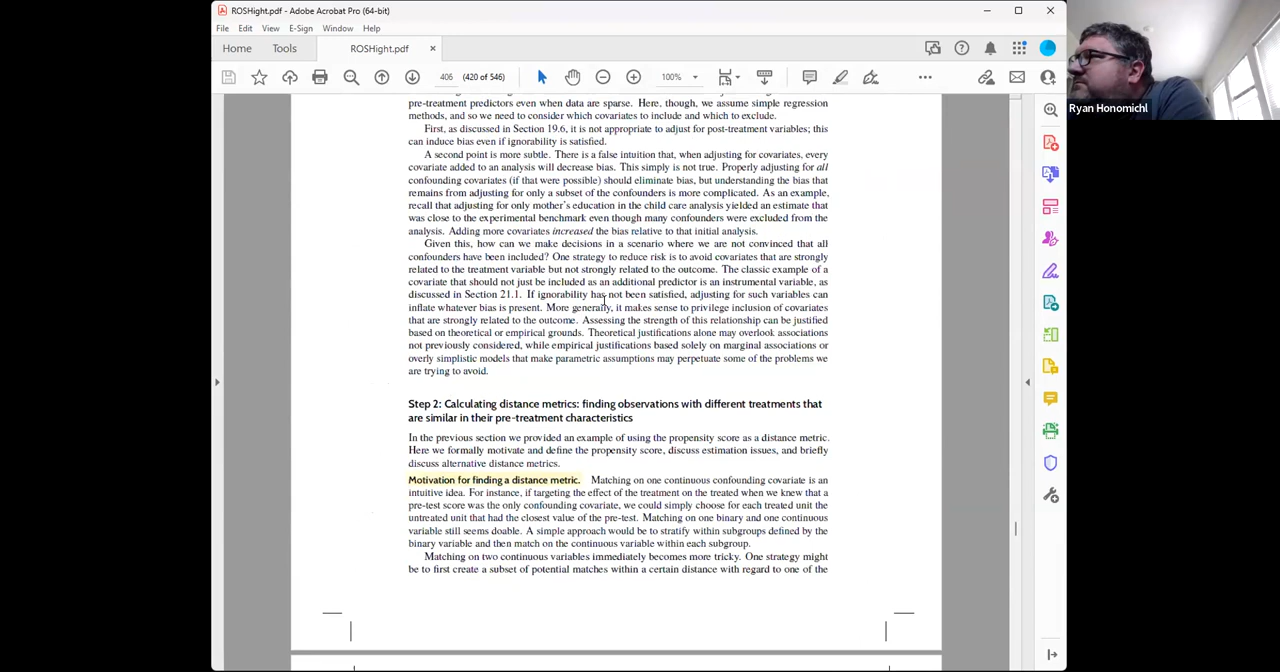 ROSHight.pdf - Adobe Acrobat Pro (64-bit)
File Edit View E-Sign Window Help
Home Tools ROSHight.pdf
406 (420 of 546) 100%
Ryan Honomichl
pre-treatment predictors even when data are sparse. Here, though, we assume simple regression
methods, and so we need to consider which covariates to include and which to exclude.
First, as discussed in Section 19.6, it is not appropriate to adjust for post-treatment variables; this
can induce bias even if ignorability is satisfied.
A second point is more subtle. There is a false intuition that, when adjusting for covariates, every
covariate added to an analysis will decrease bias. This simply is not true. Properly adjusting for all
confounding covariates (if that were possible) should eliminate bias, but understanding the bias that
remains from adjusting for only a subset of the confounders is more complicated. As an example,
recall that adjusting for only mother's education in the child care analysis yielded an estimate that
was close to the experimental benchmark even though many confounders were excluded from the
analysis. Adding more covariates increased the bias relative to that initial analysis.
Given this, how can we make decisions in a scenario where we are not convinced that all
confounders have been included? One strategy to reduce risk is to avoid covariates that are strongly
related to the treatment variable but not strongly related to the outcome. The classic example of a
covariate that should not just be included as an additional predictor is an instrumental variable, as
discussed in Section 21.1. If ignorability has not been satisfied, adjusting for such variables can
inflate whatever bias is present. More generally, it makes sense to privilege inclusion of covariates
that are strongly related to the outcome. Assessing the strength of this relationship can be justified
based on theoretical or empirical grounds. Theoretical justifications alone may overlook associations
not previously considered, while empirical justifications based solely on marginal associations or
overly simplistic models that make parametric assumptions may perpetuate some of the problems we
are trying to avoid.
Step 2: Calculating distance metrics: finding observations with different treatments that
are similar in their pre-treatment characteristics
In the previous section we provided an example of using the propensity score as a distance metric.
Here we formally motivate and define the propensity score, discuss estimation issues, and briefly
discuss alternative distance metrics.
Motivation for finding a distance metric. Matching on one continuous confounding covariate is an
intuitive idea. For instance, if targeting the effect of the treatment on the treated when we knew that a
pre-test score was the only confounding covariate, we could simply choose for each treated unit the
untreated unit that had the closest value of the pre-test. Matching on one binary and one continuous
variable still seems doable. A simple approach would be to stratify within subgroups defined by the
binary variable and then match on the continuous variable within each subgroup.
Matching on two continuous variables immediately becomes more tricky. One strategy might
be to first create a subset of potential matches within a certain distance with regard to one of the